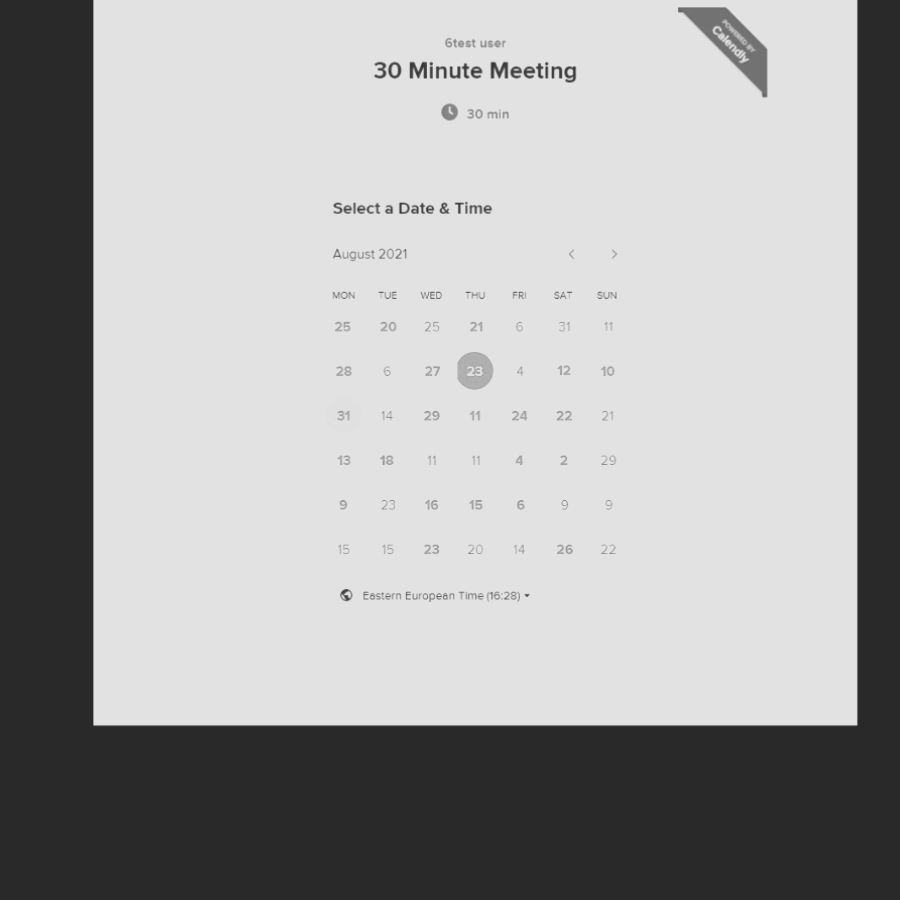 POWERED BY
Calendly
6test user
30 Minute Meeting
30 min
Select a Date & Time
August 2021
MON TUE WED THU FRI SAT SUN
25 20 25 21 6 31 11
28 6 27 23 4 12 10
31 14 29 11 24 22 21
13 18 11 11 4 2 29
9 23 16 15 6 9 9
15 15 23 20 14 26 22
Eastern European Time (16:28)